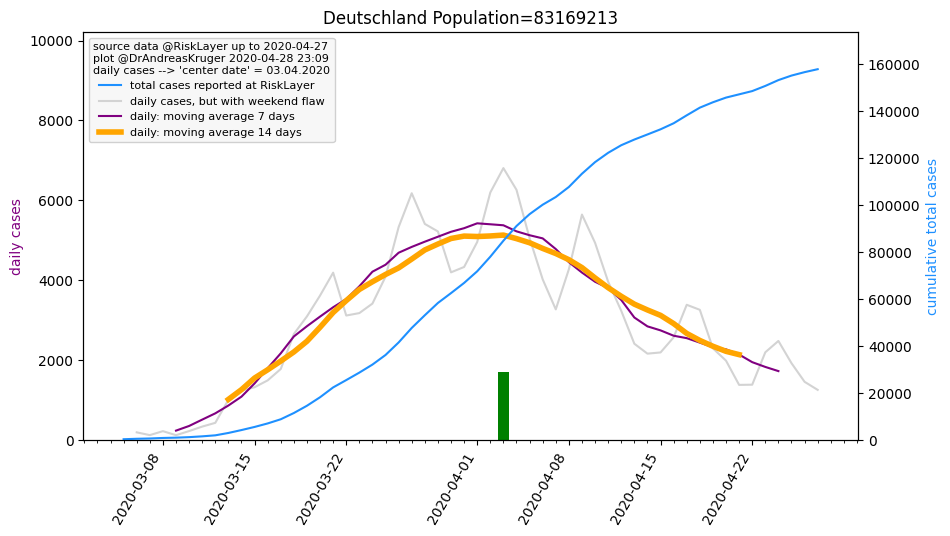 Deutschland Population=83169213
source data @RiskLayer up to 2020-04-27
plot @DrAndreasKruger 2020-04-28 23:09
daily cases --> 'center date' = 03.04.2020
total cases reported at RiskLayer
daily cases, but with weekend flaw
daily: moving average 7 days
daily: moving average 14 days
daily cases
10000
8000
6000
4000
2000
0
cumulative total cases
160000
140000
120000
100000
80000
60000
40000
20000
0
2020-03-08
2020-03-15
2020-03-22
2020-04-01
2020-04-08
2020-04-15
2020-04-22